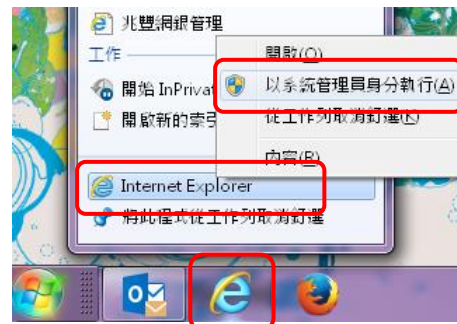 兆豐網銀管理
工作
開始 InPrivat
開啟新的索引
開啟(O)
以系統管理員身分執行(A)
從工作列取消釘選(K)
內容(R)
Internet Explorer
將此程式從工作列取消釘選